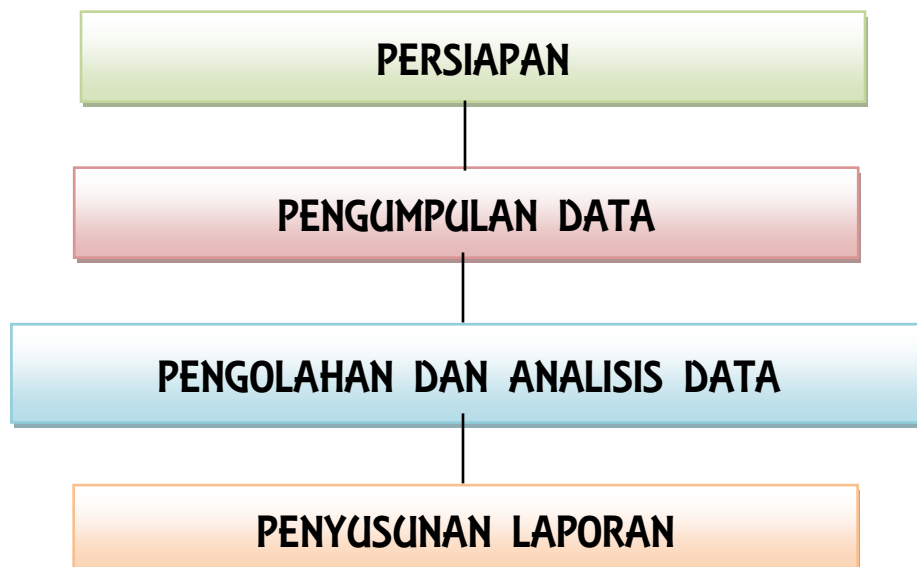 PERSIAPAN
PENGUMPULAN DATA
PENGOLAHAN DAN ANALISIS DATA
PENYUSUNAN LAPORAN